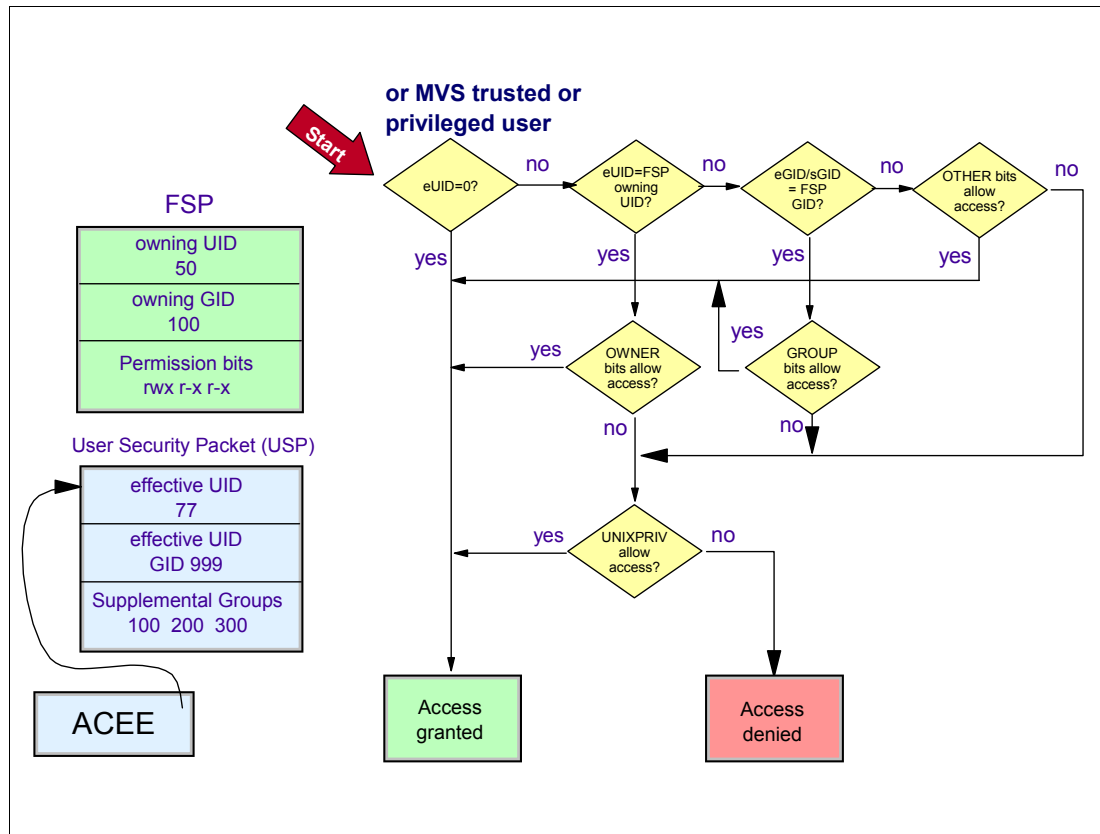 or MVS trusted or
privileged user
Start
eUID=0?
no
eUID=FSP
owning
UID?
no
eGID/sGID
= FSP
GID?
no
OTHER bits
allow
access?
no
yes
yes
yes
yes
FSP
owning UID
50
owning GID
100
Permission bits
rwx r-x r-x
yes
OWNER
bits allow
access?
yes
GROUP
bits allow
access?
no
no
User Security Packet (USP)
effective UID
77
effective UID
GID 999
Supplemental Groups
100 200 300
ACEE
yes
UNIXPRIV
allow
access?
no
Access
granted
Access
denied